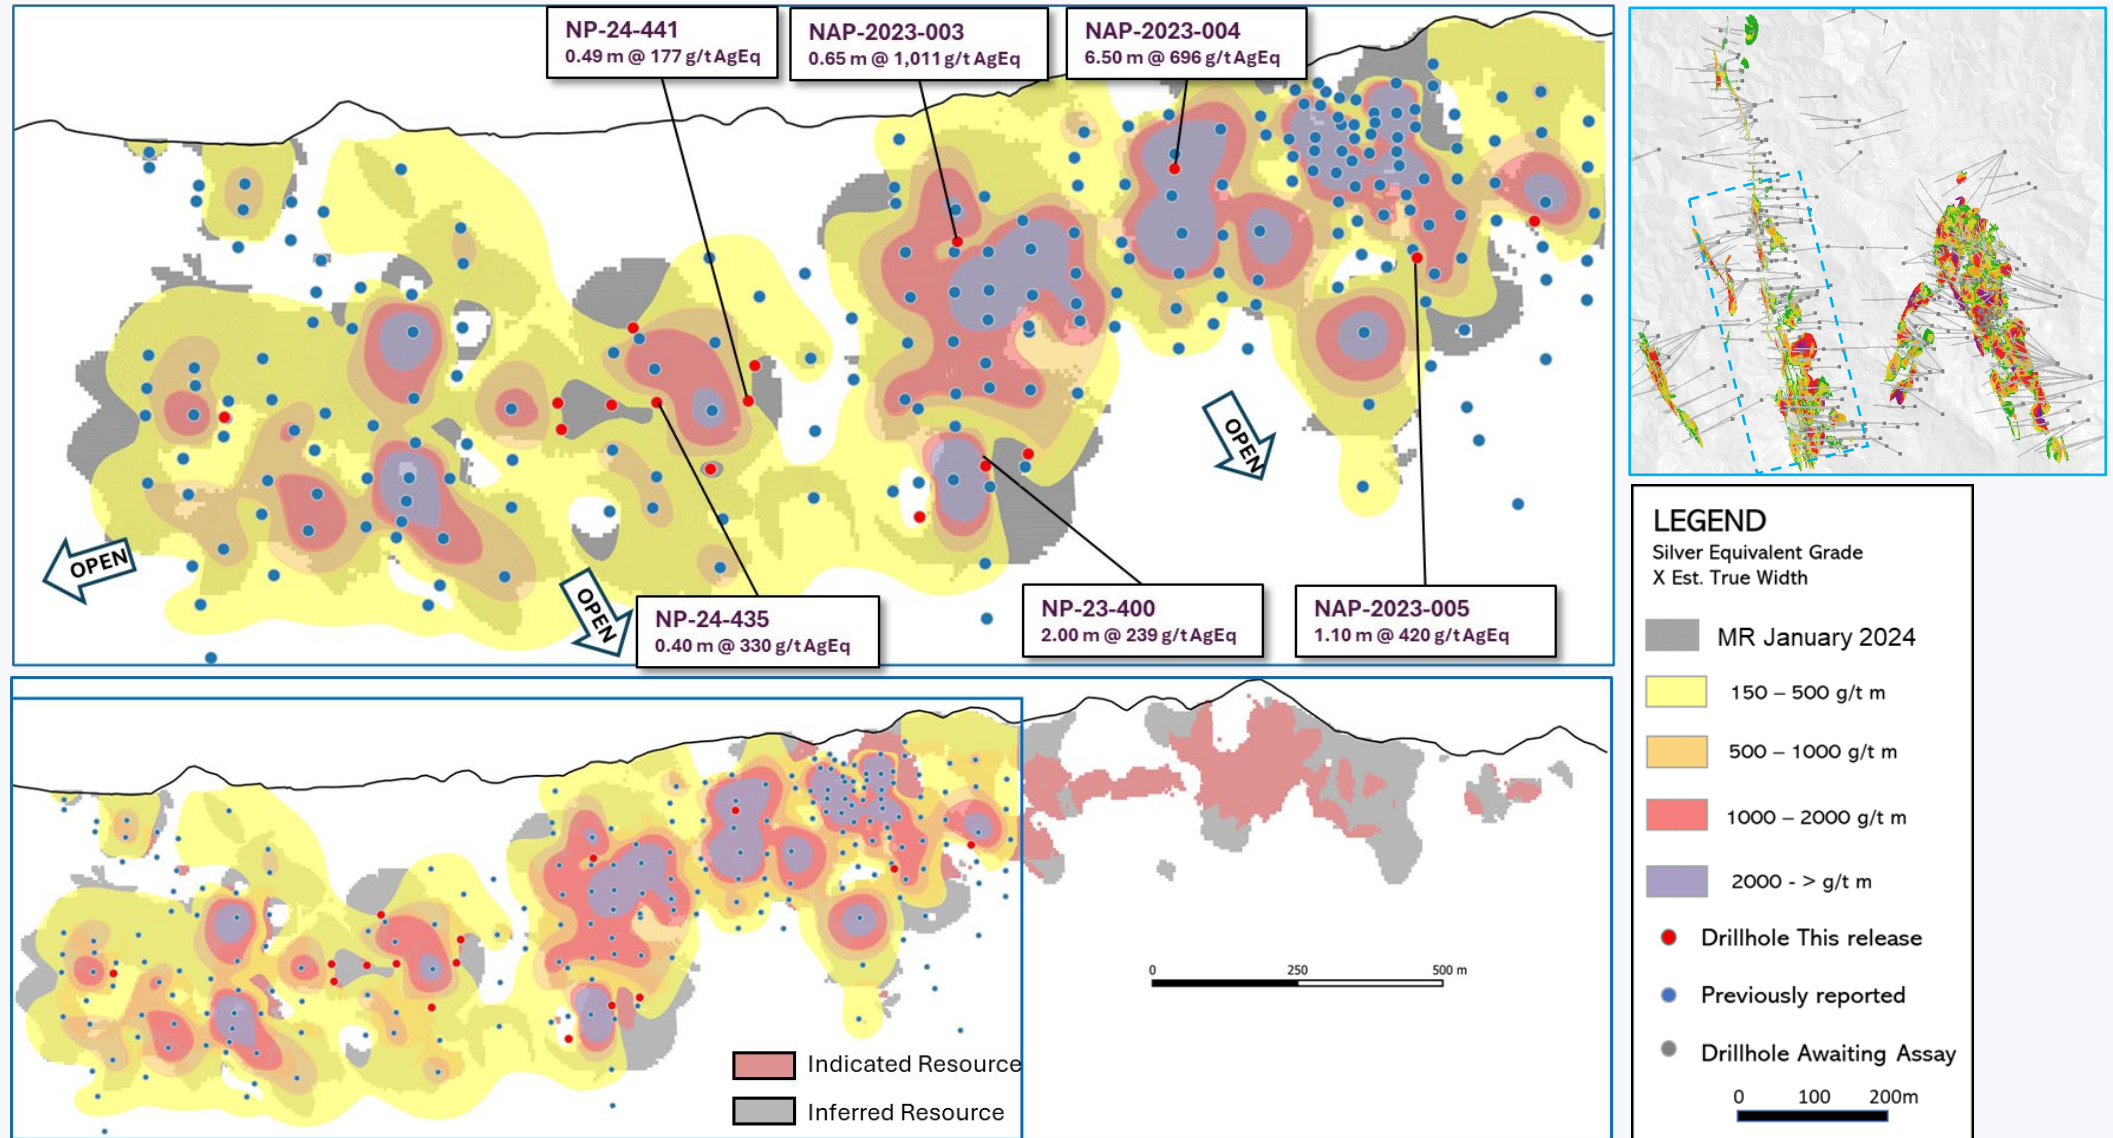 NP-24-441
0.49 m @ 177 g/t AgEq
NAP-2023-003
0.65 m @ 1,011 g/t AgEq
NAP-2023-004
6.50 m @ 696 g/t AgEq
OPEN
OPEN
OPEN
NP-24-435
0.40 m @ 330 g/t AgEq
NP-23-400
2.00 m @ 239 g/t AgEq
NAP-2023-005
1.10 m @ 420 g/t AgEq
0 250 500 m
Indicated Resource
Inferred Resource
LEGEND
Silver Equivalent Grade
X Est. True Width
MR January 2024
150 – 500 g/t m
500 – 1000 g/t m
1000 – 2000 g/t m
2000 - > g/t m
Drillhole This release
Previously reported
Drillhole Awaiting Assay
0 100 200m